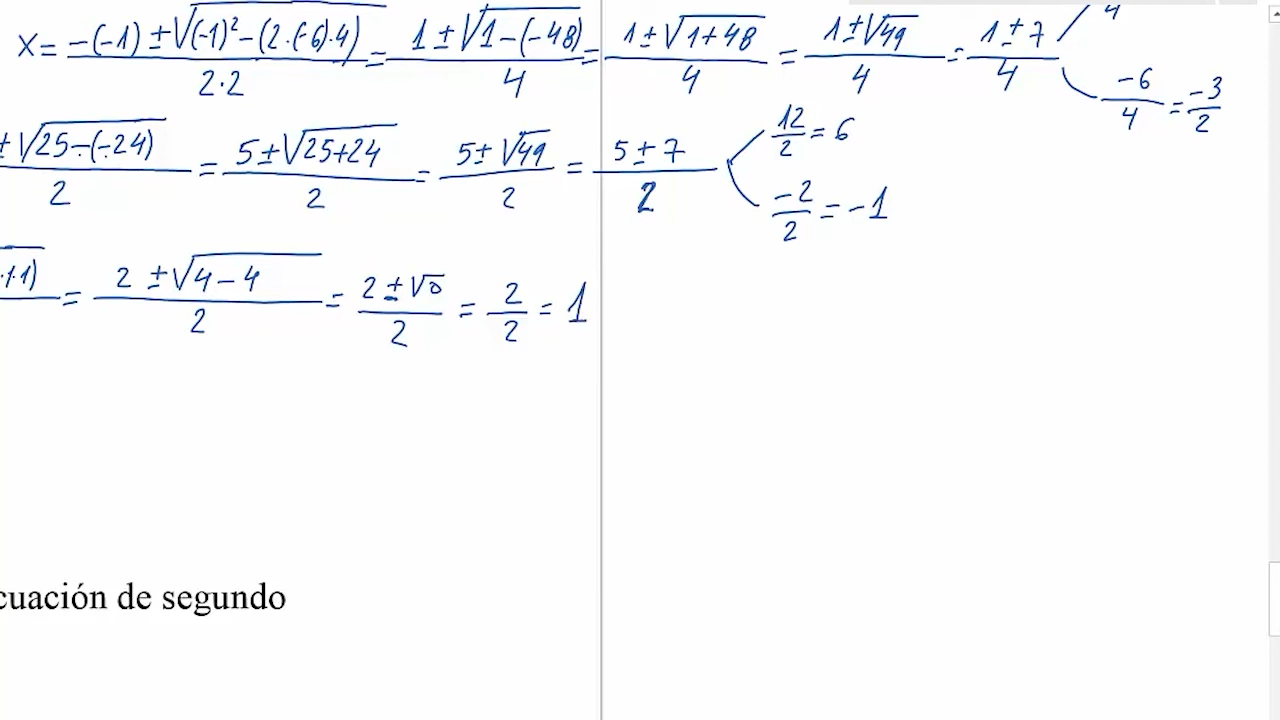 x = -(-1) ± √(-1)² - (2·(-6)·4) / 2·2 = 1 ± √1 - (-48) / 4 = 1 ± √1 + 48 / 4 = 1 ± √49 / 4 = 1 ± 7 / 4
4
-6 / 4 = -3 / 2
± √25 - (-24) / 2 = 5 ± √25 + 24 / 2 = 5 ± √49 / 2 = 5 ± 7 / 2
12 / 2 = 6
-2 / 2 = -1
·1·1) = 2 ± √4 - 4 / 2 = 2 ± √0 / 2 = 2 / 2 = 1
cuación de segundo